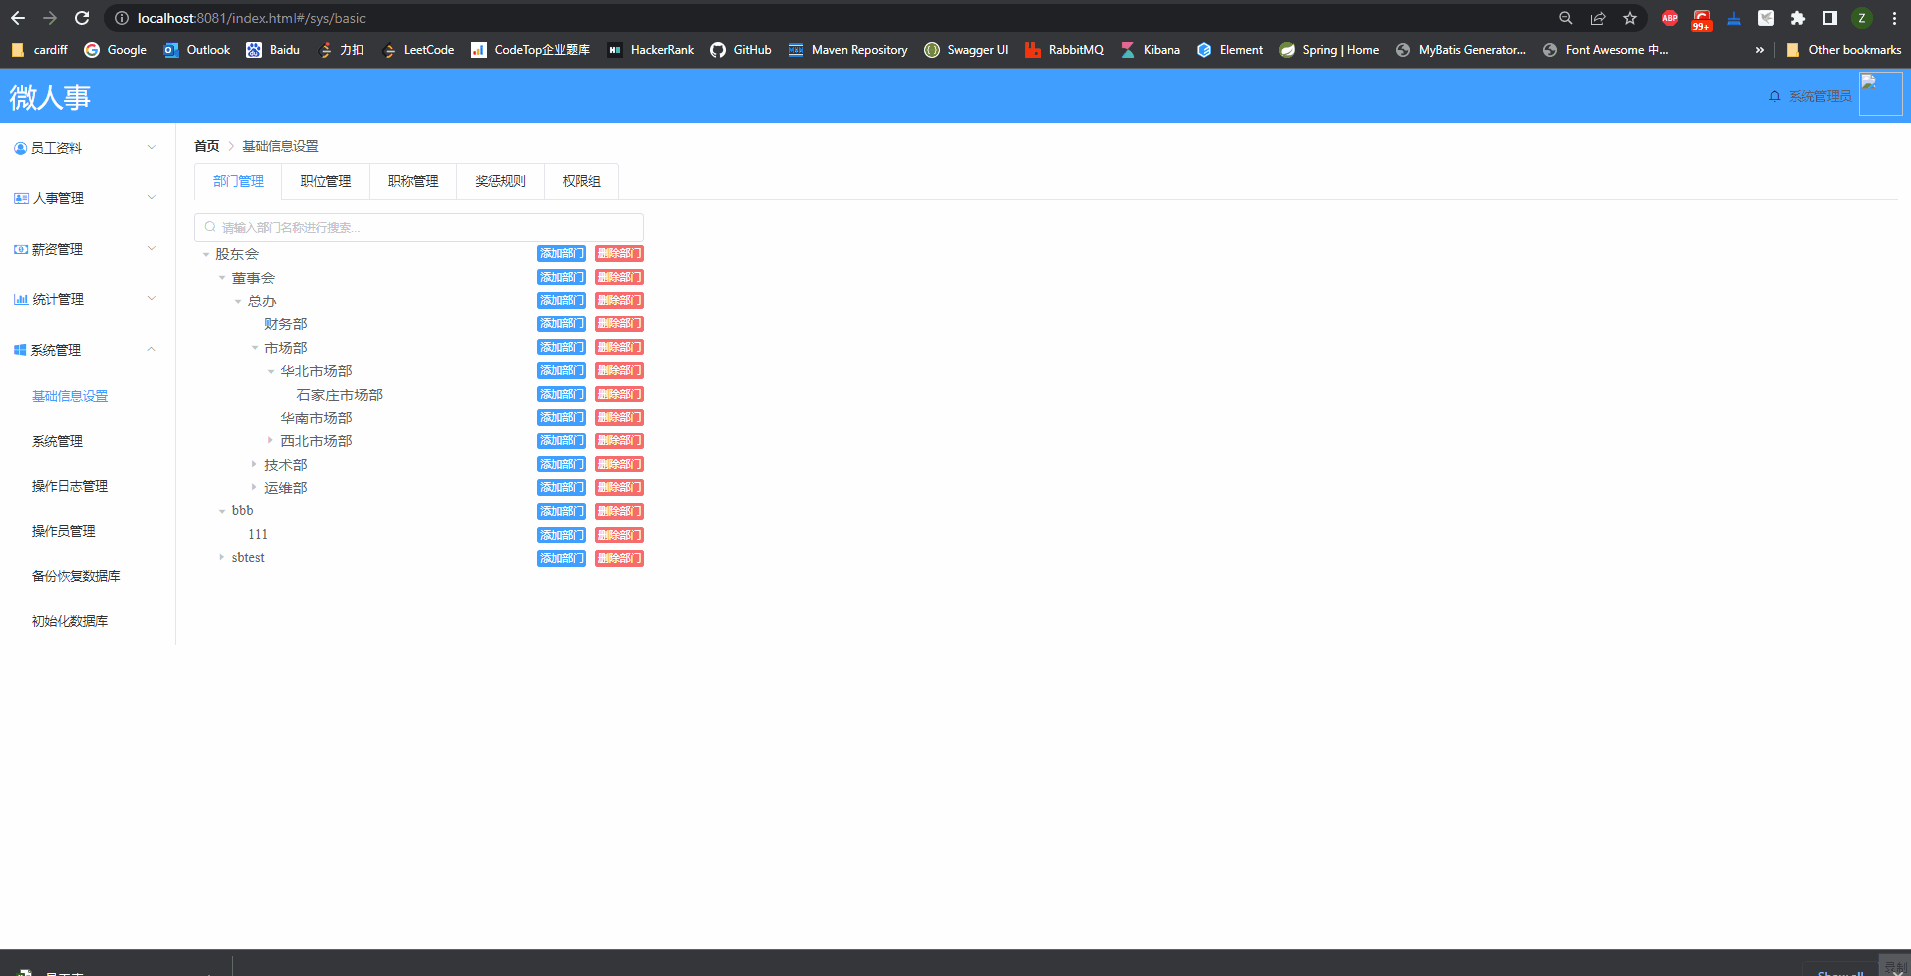 localhost:8081/index.html#/sys/basic
ABP 99+ Z
cardiff Google Outlook Baidu 力扣 LeetCode CodeTop企业题库 HackerRank GitHub Maven Repository Swagger UI RabbitMQ Kibana Element Spring | Home MyBatis Generator... Font Awesome 中... » Other bookmarks
微人事 系统管理员
员工资料
人事管理
薪资管理
统计管理
系统管理
基础信息设置
系统管理
操作日志管理
操作员管理
备份恢复数据库
初始化数据库
首页 基础信息设置
部门管理 职位管理 职称管理 奖惩规则 权限组
请输入部门名称进行搜索...
股东会 添加部门 删除部门
董事会 添加部门 删除部门
总办 添加部门 删除部门
财务部 添加部门 删除部门
市场部 添加部门 删除部门
华北市场部 添加部门 删除部门
石家庄市场部 添加部门 删除部门
华南市场部 添加部门 删除部门
西北市场部 添加部门 删除部门
技术部 添加部门 删除部门
运维部 添加部门 删除部门
bbb 添加部门 删除部门
111 添加部门 删除部门
sbtest 添加部门 删除部门
Show all